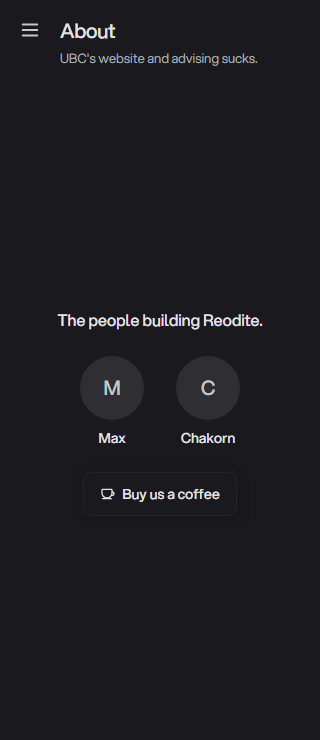 About
UBC's website and advising sucks.
The people building Reodite.
M C
Max Chakorn
Buy us a coffee